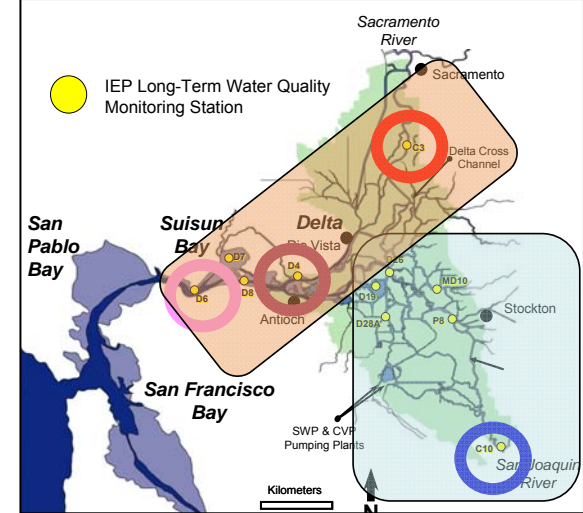 Sacramento
River
Sacramento
IEP Long-Term Water Quality
Monitoring Station
C3
Delta Cross
Channel
San
Pablo
Bay
Suisun
Bay
Delta
Rio Vista
D7
D4
D6
D8
D19
MD10
D28A
P8
Stockton
Antioch
San Francisco
Bay
SWP & CVP
Pumping Plants
C10
San Joaquin
River
Kilometers
N